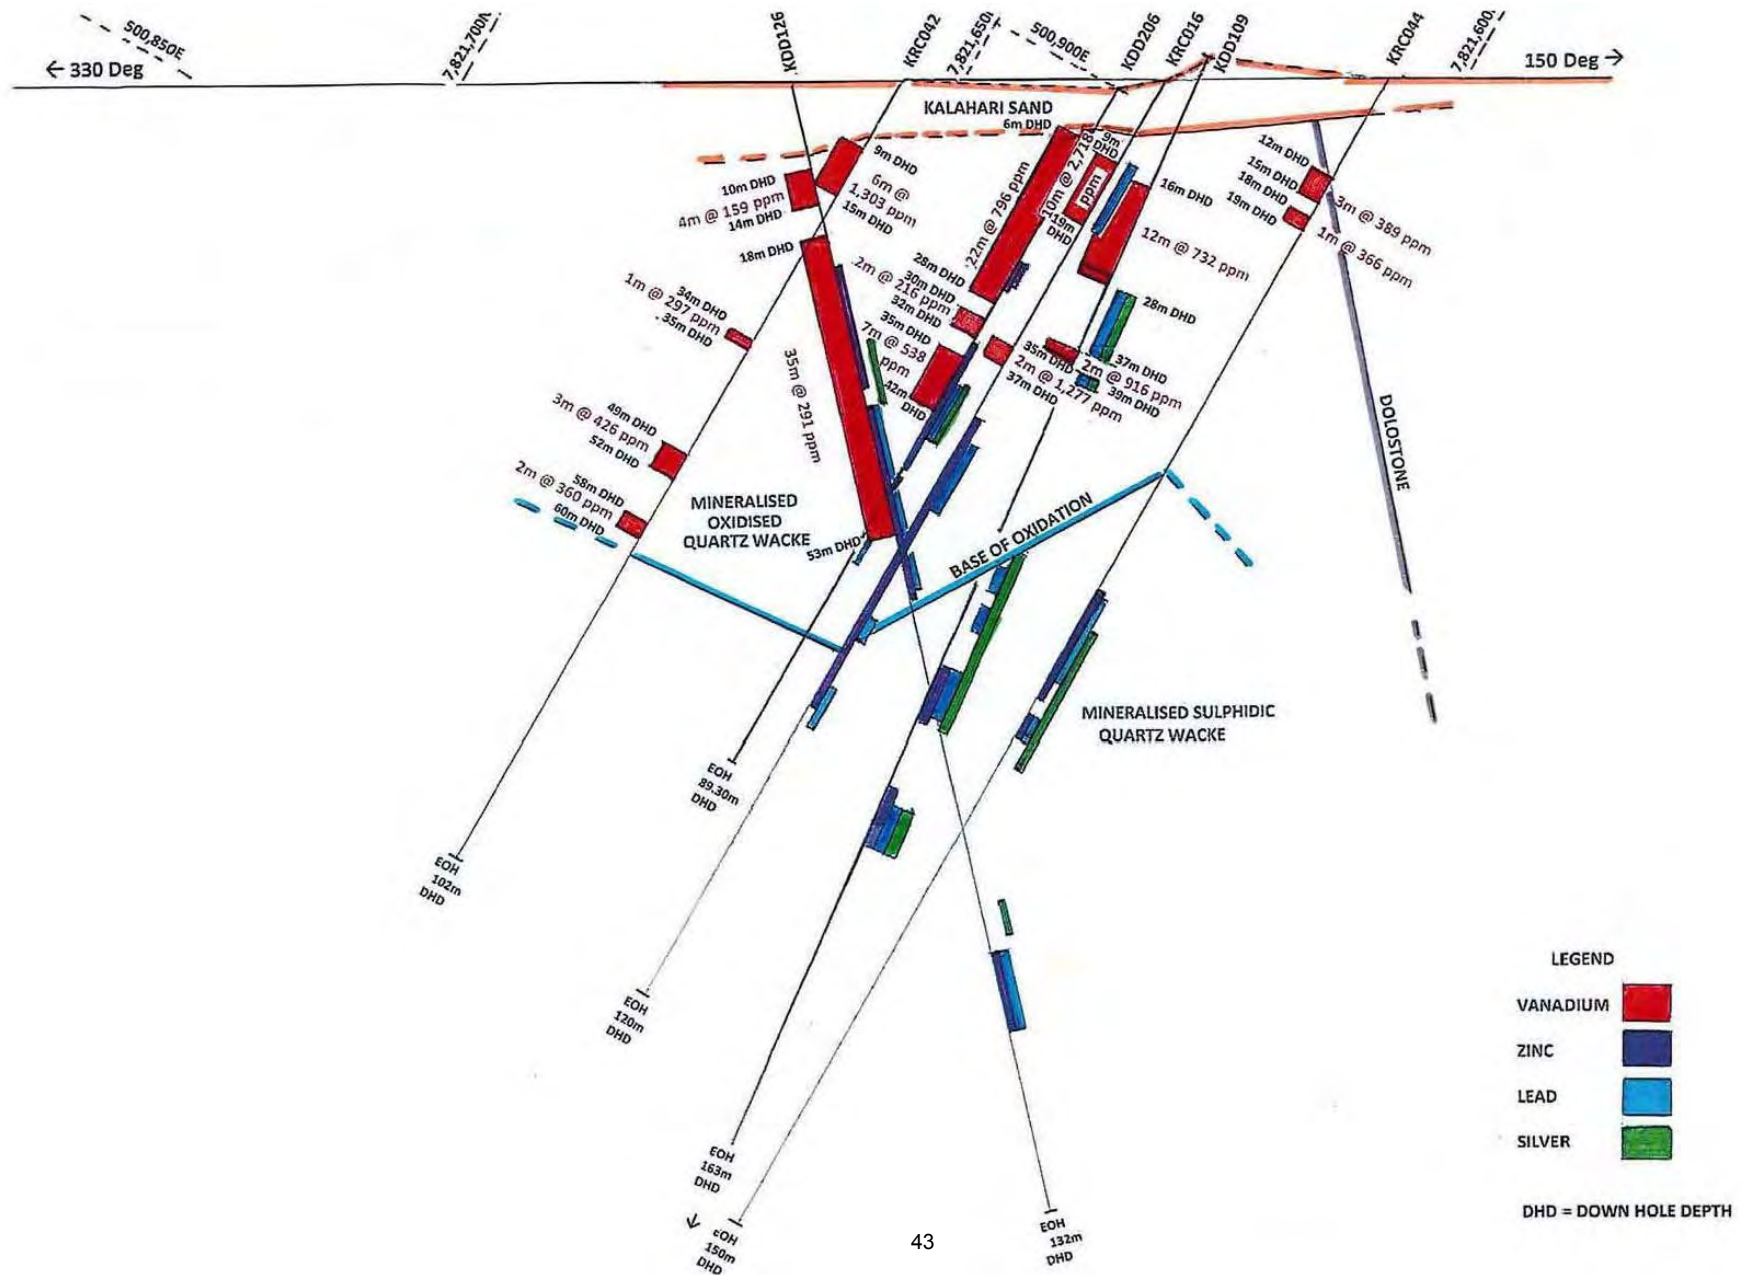 500,850E
7,821,700N
KDD126
KRC042
7,821,650
500,900E
KDD206
KRC016
KDD109
KRC044
7,821,600
← 330 Deg
150 Deg →
KALAHARI SAND
6m DHD
9m DHD
6m @
1,303 ppm
15m DHD
10m DHD
4m @ 159 ppm
14m DHD
18m DHD
34m DHD
1m @ 297 ppm
35m DHD
49m DHD
3m @ 426 ppm
52m DHD
58m DHD
2m @ 360 ppm
60m DHD
35m @ 291 ppm
53m DHD
22m @ 796 ppm
28m DHD
30m DHD
2m @ 216 ppm
32m DHD
35m DHD
7m @ 538
ppm
42m
DHD
9m
DHD
10m @ 2,718
ppm
19m
DHD
35m DHD
2m @ 1,277 ppm
37m DHD
16m DHD
12m @ 732 ppm
28m DHD
37m DHD
2m @ 916 ppm
39m DHD
12m DHD
15m DHD
18m DHD
19m DHD
3m @ 389 ppm
1m @ 366 ppm
DOLOSTONE
MINERALISED
OXIDISED
QUARTZ WACKE
BASE OF OXIDATION
MINERALISED SULPHIDIC
QUARTZ WACKE
EOH
89.30m
DHD
EOH
102m
DHD
EOH
120m
DHD
EOH
163m
DHD
EOH
150m
DHD
EOH
132m
DHD
LEGEND
VANADIUM
ZINC
LEAD
SILVER
DHD = DOWN HOLE DEPTH
43